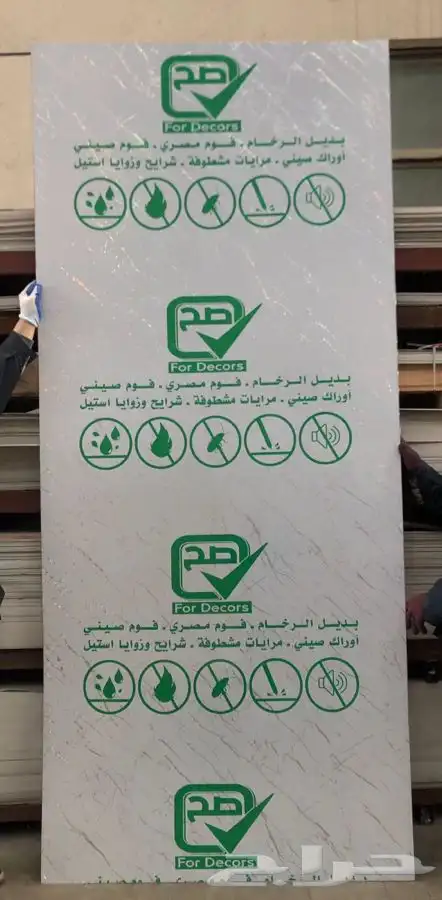 صح
For Decors
بديل الرخام . فوم مصري . فوم صيني
أوراك صيني . مرايات مشطوفة . شرايح وزوايا استيل
صح
For Decors
بديل الرخام . فوم مصري . فوم صيني
أوراك صيني . مرايات مشطوفة . شرايح وزوايا استيل
صح
For Decors
بديل الرخام . فوم مصري . فوم صيني
أوراك صيني . مرايات مشطوفة . شرايح وزوايا استيل
صح
For Decors
حراج